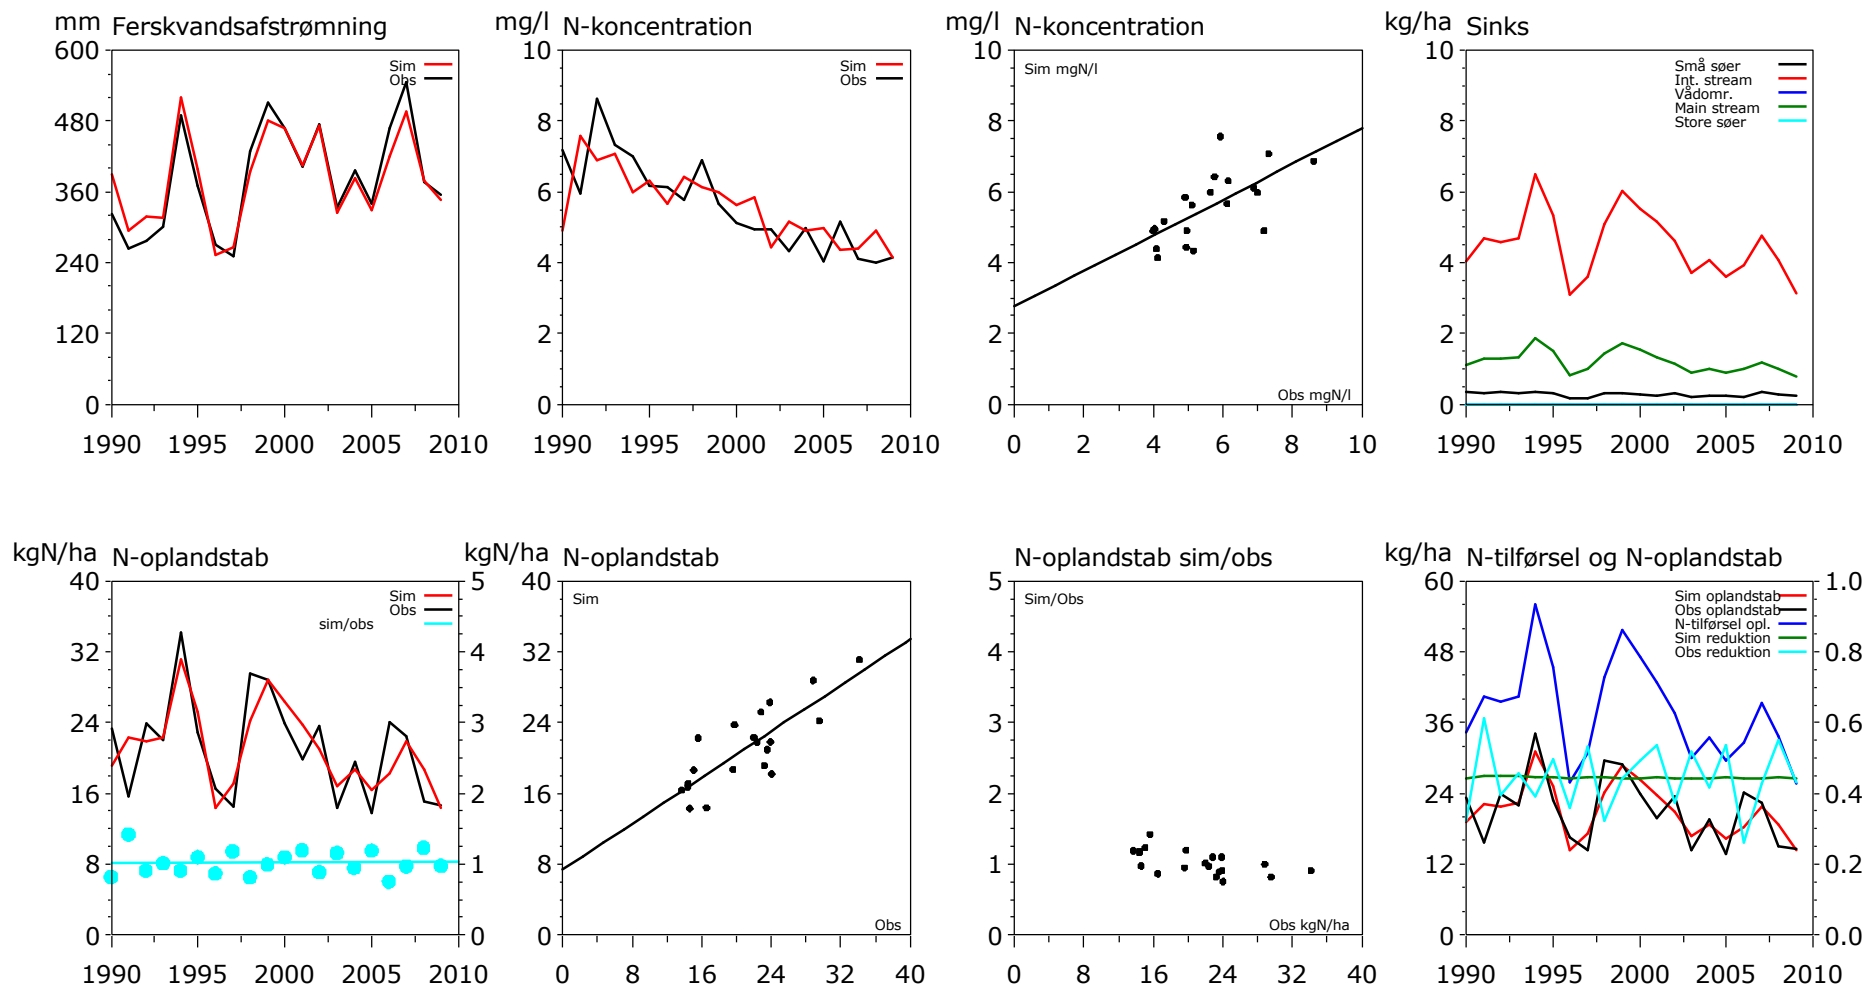 mm Ferskvandsafstrømning
600
480
360
240
120
0
1990 1995 2000 2005 2010
Sim
Obs
mg/l N-koncentration
10
8
6
4
2
0
1990 1995 2000 2005 2010
Sim
Obs
mg/l N-koncentration
10
8
6
4
2
0
0 4 6 8 10
Sim mgN/l
Obs mgN/l
kg/ha Sinks
10
8
6
4
2
0
1990 1995 2000 2005 2010
Små søer
Int. stream
Vådomr.
Main stream
Store søer
kgN/ha N-oplandstab
40
32
24
16
8
0
5
4
3
2
1
0
1990 1995 2000 2005 2010
Sim
Obs
sim/obs
kgN/ha N-oplandstab
40
32
24
16
8
0
0 16 24 32 40
Sim
Obs
N-oplandstab sim/obs
5
4
3
2
1
0
0 16 24 32 40
Sim/Obs
Obs kgN/ha
kg/ha N-tilførsel og N-oplandstab
60
48
36
24
12
0
1.0
0.8
0.6
0.4
0.2
0.0
1990 1995 2000 2005 2010
Sim oplandstab
Obs oplandstab
N-tilførsel opl.
Sim reduktion
Obs reduktion